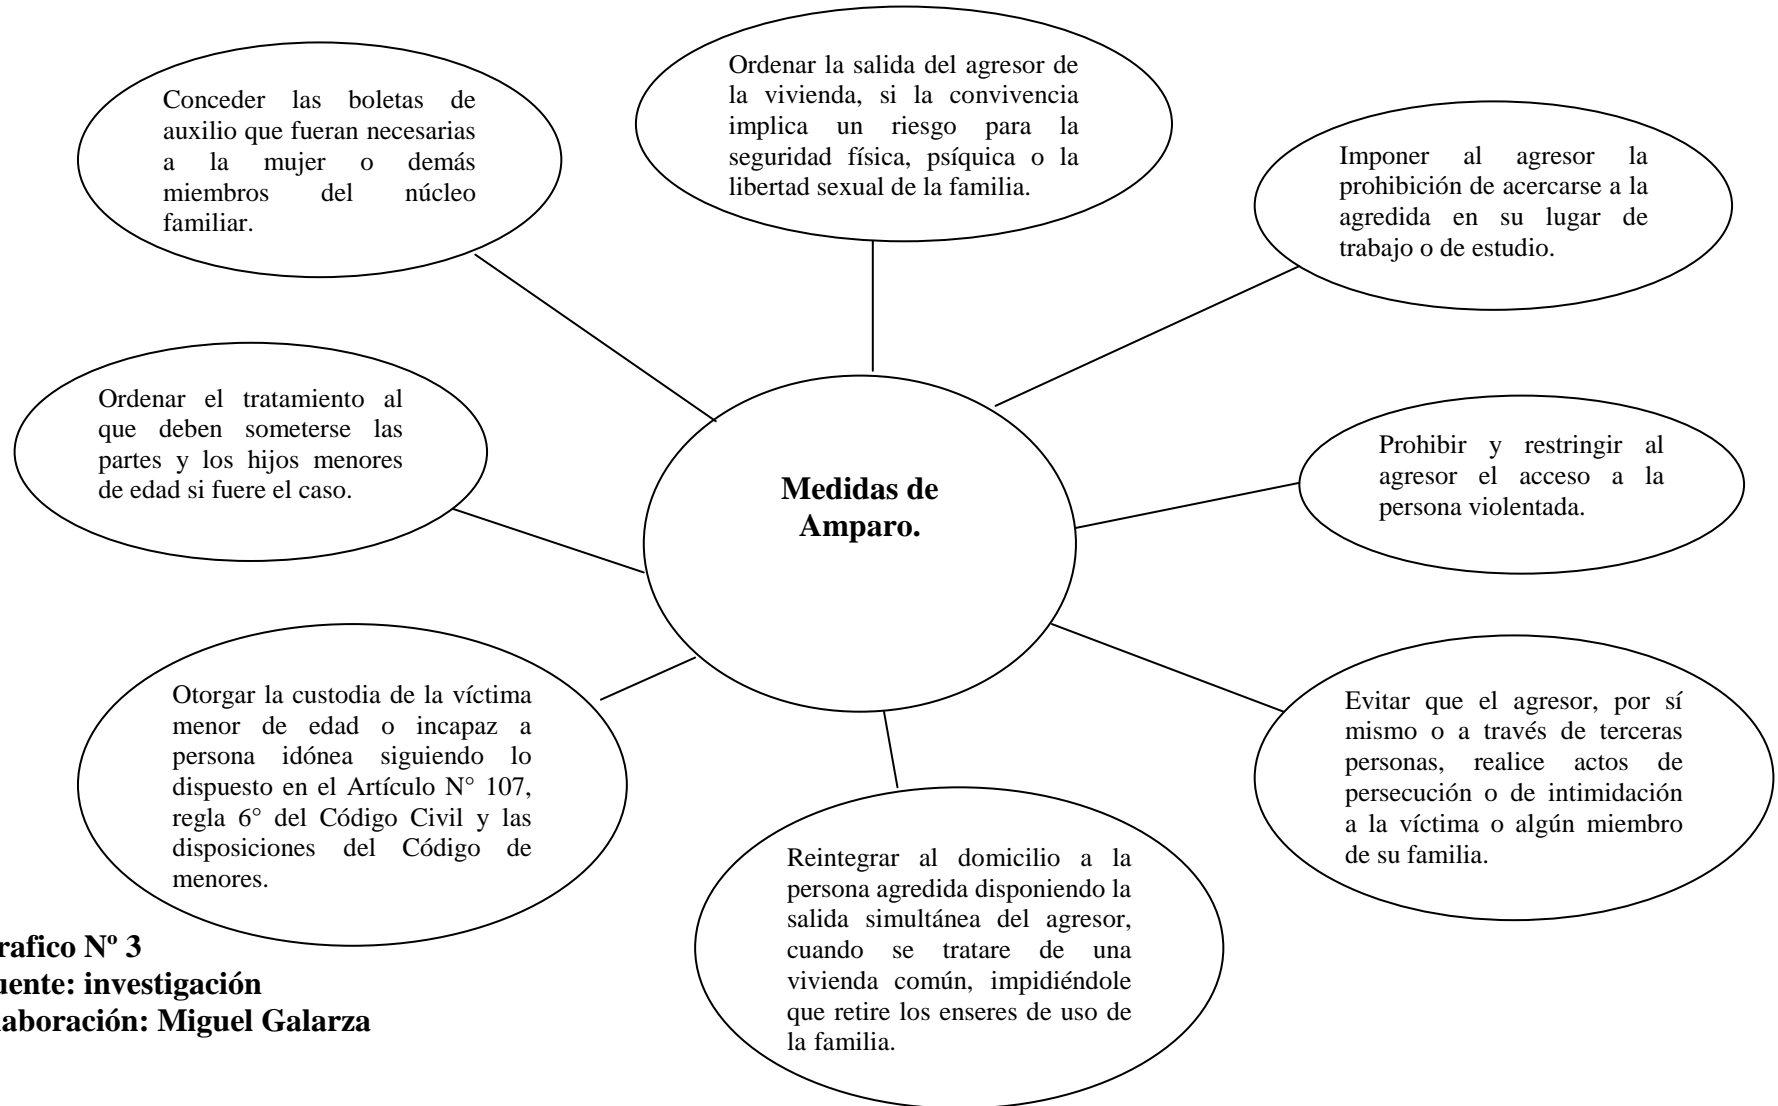 Conceder las boletas de
auxilio que fueran necesarias
a la mujer o demás
miembros del núcleo
familiar.
Ordenar la salida del agresor de
la vivienda, si la convivencia
implica un riesgo para la
seguridad física, psíquica o la
libertad sexual de la familia.
Imponer al agresor la
prohibición de acercarse a la
agredida en su lugar de
trabajo o de estudio.
Ordenar el tratamiento al
que deben someterse las
partes y los hijos menores
de edad si fuere el caso.
Medidas de
Amparo.
Prohibir y restringir al
agresor el acceso a la
persona violentada.
Otorgar la custodia de la víctima
menor de edad o incapaz a
persona idónea siguiendo lo
dispuesto en el Artículo N° 107,
regla 6° del Código Civil y las
disposiciones del Código de
menores.
Evitar que el agresor, por sí
mismo o a través de terceras
personas, realice actos de
persecución o de intimidación
a la víctima o algún miembro
de su familia.
Reintegrar al domicilio a la
persona agredida disponiendo la
salida simultánea del agresor,
cuando se tratare de una
vivienda común, impidiéndole
que retire los enseres de uso de
la familia.
rafico Nº 3
uente: investigación
laboración: Miguel Galarza